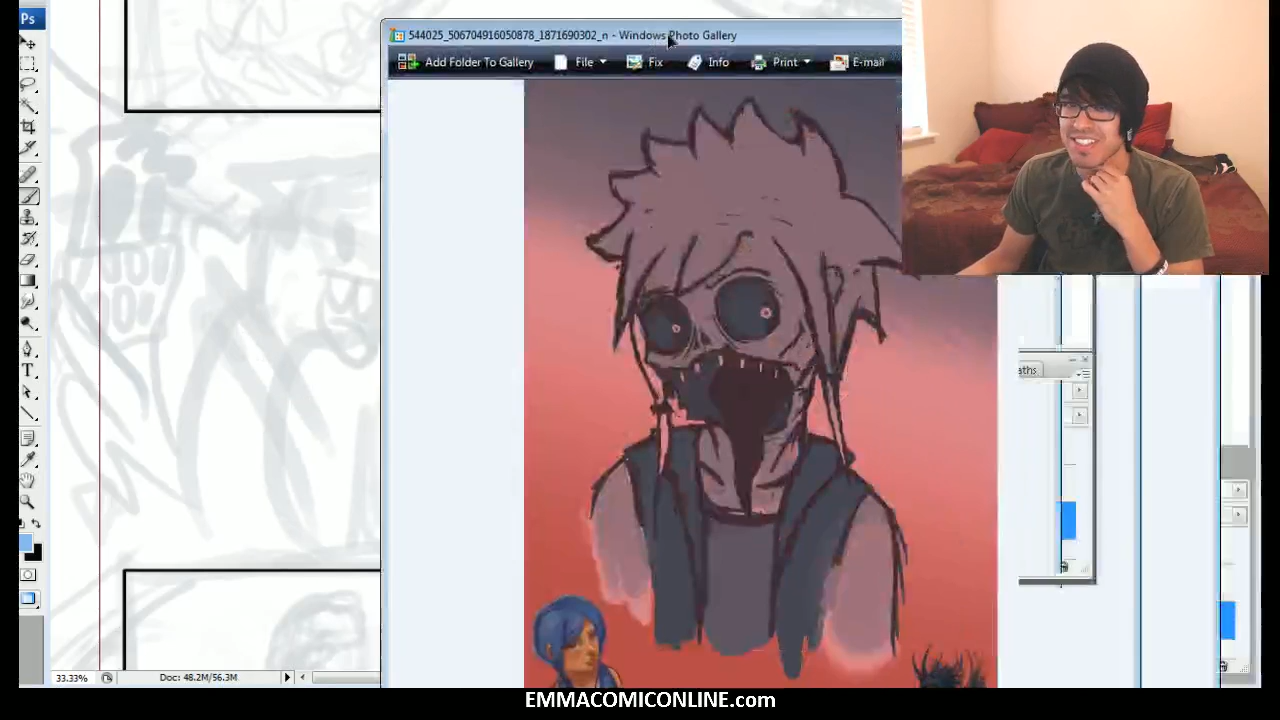 Ps
544025_506704916050878_1871690302_n - Windows Photo Gallery
Add Folder To Gallery File Fix Info Print E-mail
aths
T
33.33% Doc: 48.2M/56.3M
EMMACOMICONLINE.com